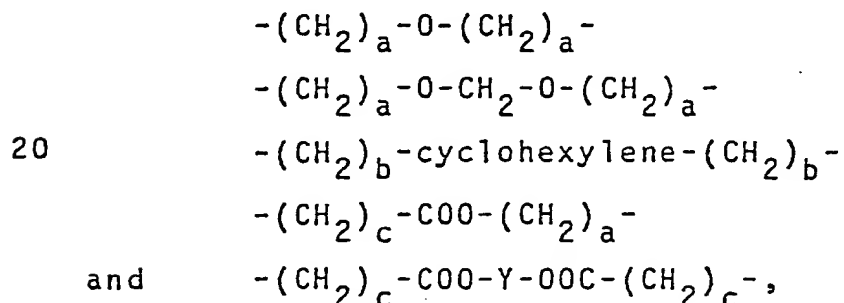 -(CH₂)ₐ-O-(CH₂)ₐ-
-(CH₂)ₐ-O-CH₂-O-(CH₂)ₐ-
20 -(CH₂)b-cyclohexylene-(CH₂)b-
-(CH₂)c-COO-(CH₂)ₐ-
and -(CH₂)c-COO-Y-OOC-(CH₂)c-,